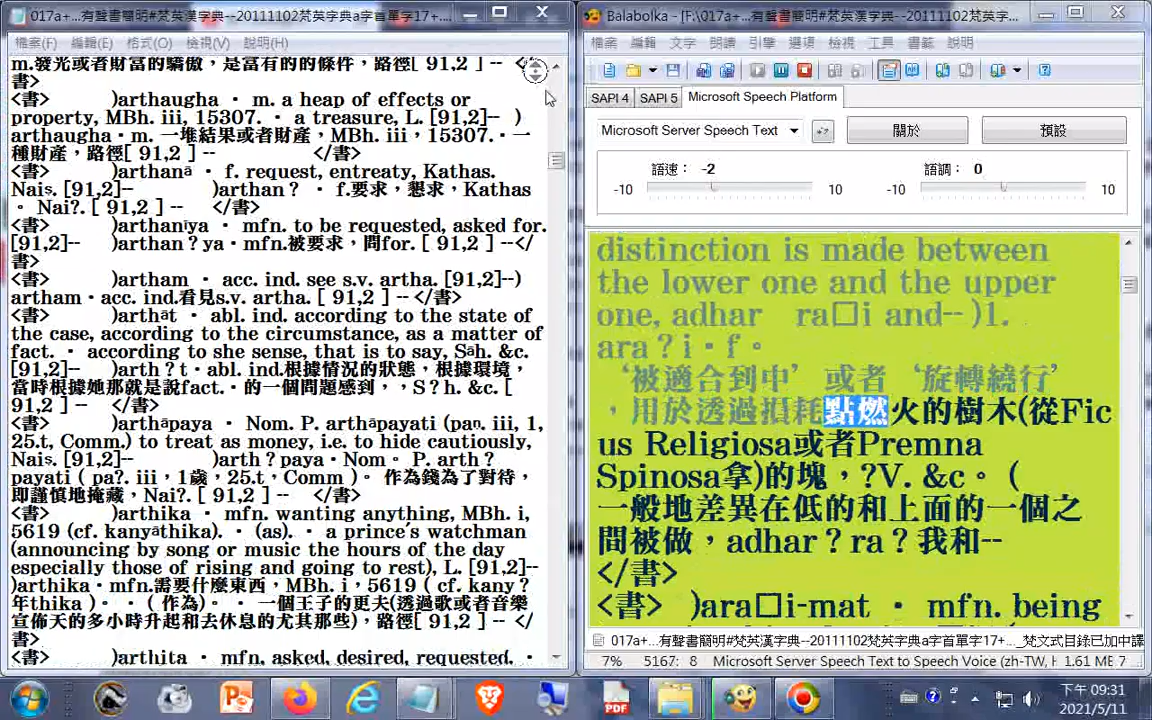 017a+...有聲書簡明#梵英漢字典--20111102梵英字典a字首單字17+...
檔案(F) 編輯(E) 格式(O) 檢視(V) 說明(H)
m.發光或者財富的驕傲，是富有的的條件，路徑[ 91,2 ] -- </
書>
<書> )arthaugha ‧ m. a heap of effects or
property, MBh. iii, 15307. ‧ a treasure, L. [91,2]-- )
arthaugha‧m. 一堆結果或者財產，MBh. iii，15307.‧一
種財產，路徑[ 91,2 ] -- </書>
<書> )arthanā ‧ f. request, entreaty, Kathas.
Naiṣ. [91,2]-- )arthan？ ‧ f.要求，懇求，Kathas
。 Nai?. [ 91,2 ] -- </書>
<書> )arthanīya ‧ mfn. to be requested, asked for.
[91,2]-- )arthan？ya‧mfn.被要求，問for. [ 91,2 ] --</
書>
<書> )artham ‧ acc. ind. see s.v. artha. [91,2]--)
artham‧acc. ind.看見s.v. artha. [ 91,2 ] -- </書>
<書> )arthāt ‧ abl. ind. according to the state of
the case, according to the circumstance, as a matter of
fact. ‧ according to she sense, that is to say, Sāh. &c.
[91,2]-- )arth？t‧abl. ind.根據情況的狀態，根據環境，
當時根據她那就是說fact.‧的一個問題感到，，S？h. &c. [
91,2 ] -- </書>
<書> )arthāpaya ‧ Nom. P. arthāpayati (paṇ. iii, 1,
25.t, Comm.) to treat as money, i.e. to hide cautiously,
Naiṣ. [91,2]-- )arth？paya‧Nom。 P. arth？
payati ( pa?. iii，1歲，25.t，Comm )。 作為錢為了對待，
即謹慎地掩藏，Nai?. [ 91,2 ] -- </書>
<書> )arthika ‧ mfn. wanting anything, MBh. i,
5619 (cf. kanyāthika). ‧ (as). ‧ a prince's watchman
(announcing by song or music the hours of the day
especially those of rising and going to rest), L. [91,2]--
)arthika‧mfn.需要什麼東西，MBh. i，5619 ( cf. kany？
年thika )。‧ ( 作為)。‧ 一個王子的更夫(透過歌或者音樂
宣佈天的多小時升起和去休息的尤其那些)，路徑[ 91,2 ] -- </
書>
<書> )arthita ‧ mfn. asked, desired, requested. ‧
Balabolka - [F:\017a+...有聲書簡明#梵英漢字典--20111102梵英字...
檔案 編輯 文字 朗讀 引擎 選項 檢視 工具 書籤 說明
SAPI 4 SAPI 5 Microsoft Speech Platform
Microsoft Server Speech Text 關於 預設
語速： -2 語調： 0
-10 10 -10 10
distinction is made between
the lower one and the upper
one, adhar ra□i and-- )1.
ara？i‧f。
‘被適合到中’或者‘旋轉繞行’
，用於透過損耗點燃火的樹木(從Fic
us Religiosa或者Premna
Spinosa拿)的塊，?V. &c。(
一般地差異在低的和上面的一個之
間被做，adhar？ra？我和--
</書>
<書> )ara□i-mat ‧ mfn. being
017a+...有聲書簡明#梵英漢字典--20111102梵英字典a字首單字17+..._梵文式目錄已加中譯
7% 5167: 8 Microsoft Server Speech Text to Speech Voice (zh-TW, H 1.61 ME 7
下午 09:31
2021/5/11